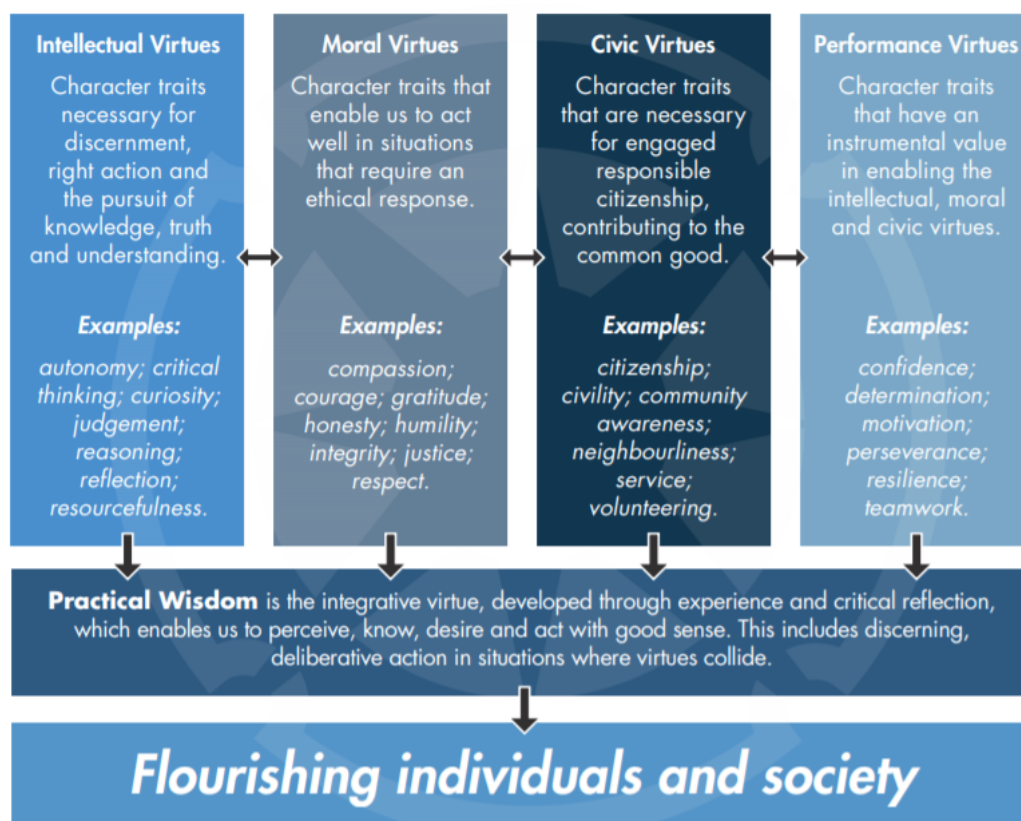 Intellectual Virtues
Character traits
necessary for
discernment,
right action and
the pursuit of
knowledge, truth
and understanding.
Examples:
autonomy; critical
thinking; curiosity;
judgement;
reasoning;
reflection;
resourcefulness.
Moral Virtues
Character traits that
enable us to act
well in situations
that require an
ethical response.
Examples:
compassion;
courage; gratitude;
honesty; humility;
integrity; justice;
respect.
Civic Virtues
Character traits
that are necessary
for engaged
responsible
citizenship,
contributing to the
common good.
Examples:
citizenship;
civility; community
awareness;
neighbourliness;
service;
volunteering.
Performance Virtues
Character traits
that have an
instrumental value
in enabling the
intellectual, moral
and civic virtues.
Examples:
confidence;
determination;
motivation;
perseverance;
resilience;
teamwork.
Practical Wisdom is the integrative virtue, developed through experience and critical reflection,
which enables us to perceive, know, desire and act with good sense. This includes discerning,
deliberative action in situations where virtues collide.
Flourishing individuals and society